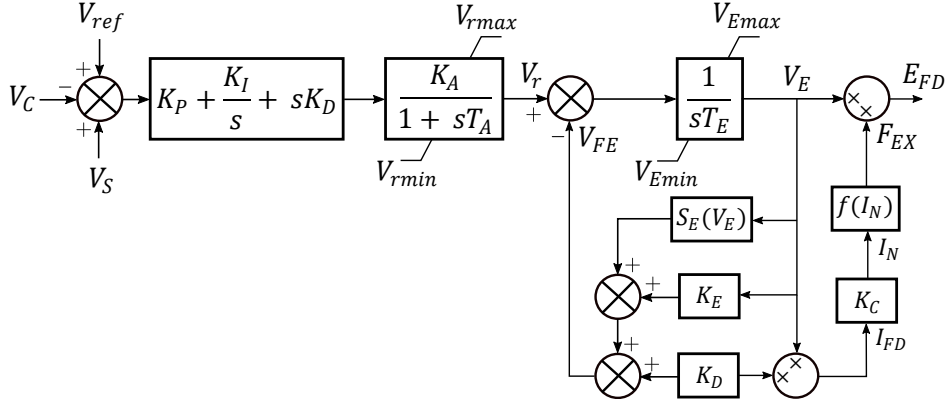 V_ref
V_C
V_S
+
−
+
K_P + K_I/s + sK_D
V_rmax
K_A
1 + sT_A
V_rmin
V_r
+
−
V_FE
V_Emax
1
sT_E
V_Emin
V_E
× ×
E_FD
F_EX
f(I_N)
I_N
K_C
I_FD
S_E(V_E)
+
+
K_E
+
+
K_D
× ×